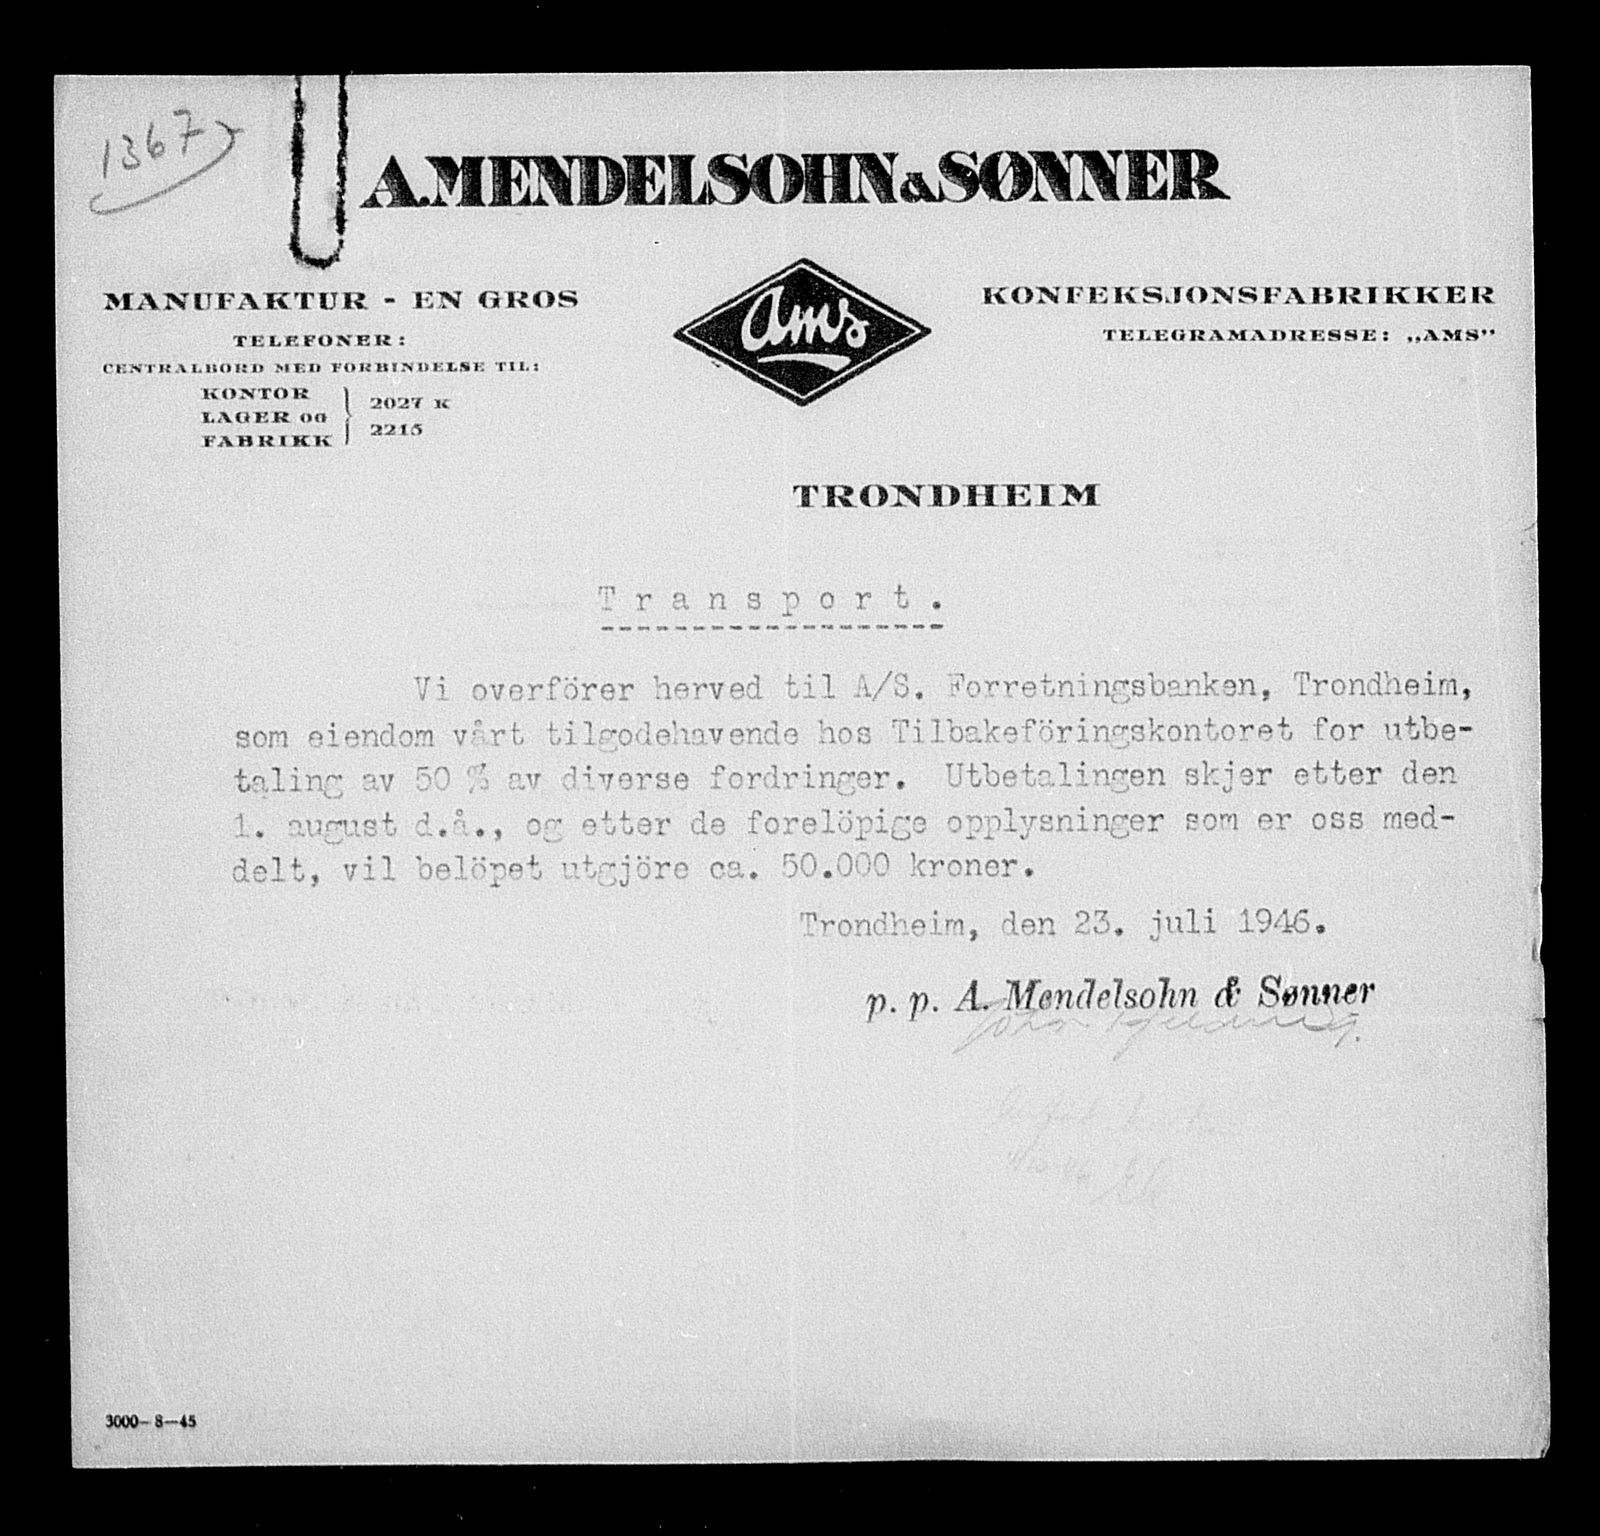 1367
A. MENDELSOHN & SØNNER
MANUFAKTUR - EN GROS
TELEFONER:
CENTRALBORD MED FORBINDELSE TIL:
KONTOR
LAGER OG
FABRIKK
2027 K
2215
Ams
KONFEKSJONSFABRIKKER
TELEGRAMADRESSE: „AMS”
TRONDHEIM
Transport.
Vi overförer herved til A/S. Forretningsbanken, Trondheim,
som eiendom vårt tilgodehavende hos Tilbakeföringskontoret for utbe-
taling av 50 % av diverse fordringer. Utbetalingen skjer etter den
1. august d.å., og etter de forelöpige opplysninger som er oss med-
delt, vil belöpet utgjöre ca. 50.000 kroner.
Trondheim, den 23. juli 1946.
p. p. A. Mendelsohn & Sønner
3000-8-45